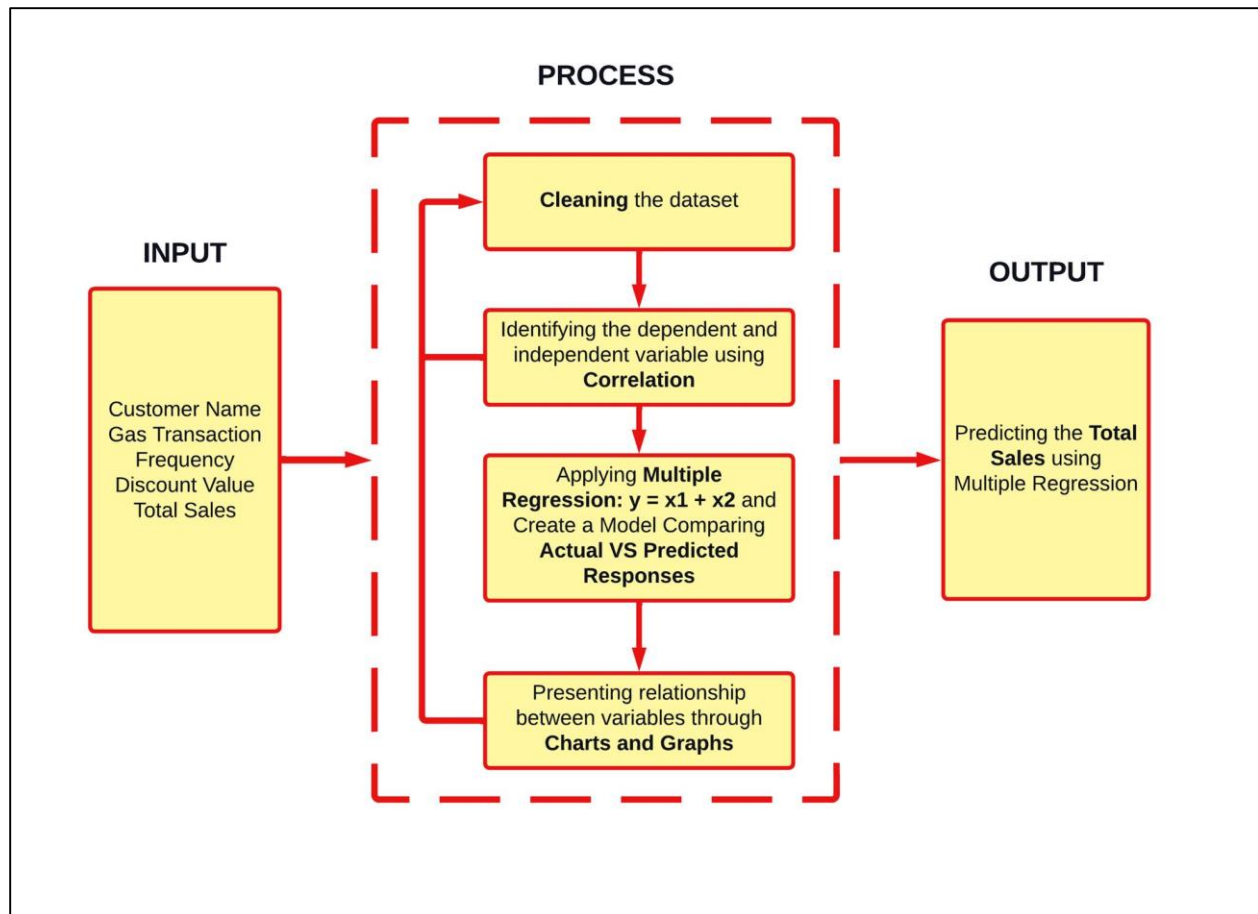 PROCESS
INPUT
Customer Name
Gas Transaction
Frequency
Discount Value
Total Sales
Cleaning the dataset
Identifying the dependent and
independent variable using
Correlation
Applying Multiple
Regression: y = x1 + x2 and
Create a Model Comparing
Actual VS Predicted
Responses
Presenting relationship
between variables through
Charts and Graphs
OUTPUT
Predicting the Total
Sales using
Multiple Regression